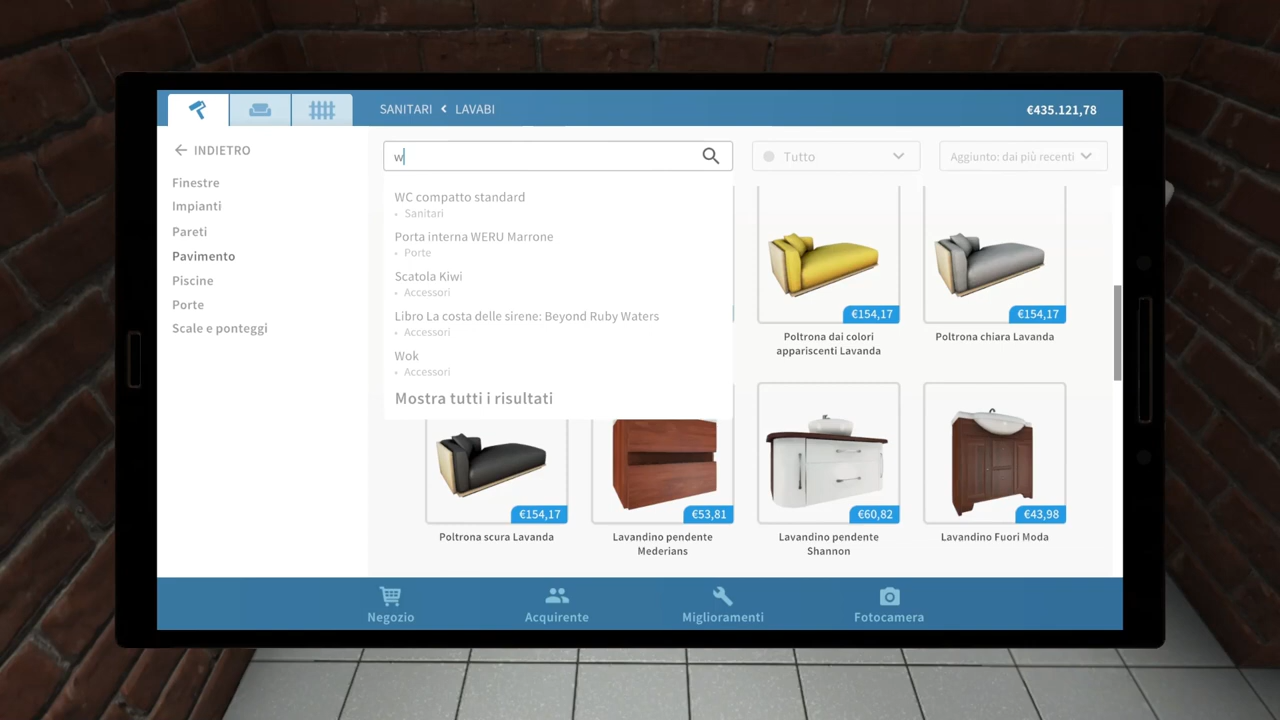 SANITARI < LAVABI
€435.121,78
INDIETRO
Finestre
Impianti
Pareti
Pavimento
Piscine
Porte
Scale e ponteggi
w
Tutto
Aggiunto: dai più recenti
WC compatto standard
• Sanitari
Porta interna WERU Marrone
• Porte
Scatola Kiwi
• Accessori
Libro La costa delle sirene: Beyond Ruby Waters
• Accessori
Wok
• Accessori
Mostra tutti i risultati
€154,17
Poltrona dai colori
appariscenti Lavanda
€154,17
Poltrona chiara Lavanda
€154,17
Poltrona scura Lavanda
€53,81
Lavandino pendente
Mederians
€60,82
Lavandino pendente
Shannon
€43,98
Lavandino Fuori Moda
Negozio
Acquirente
Miglioramenti
Fotocamera